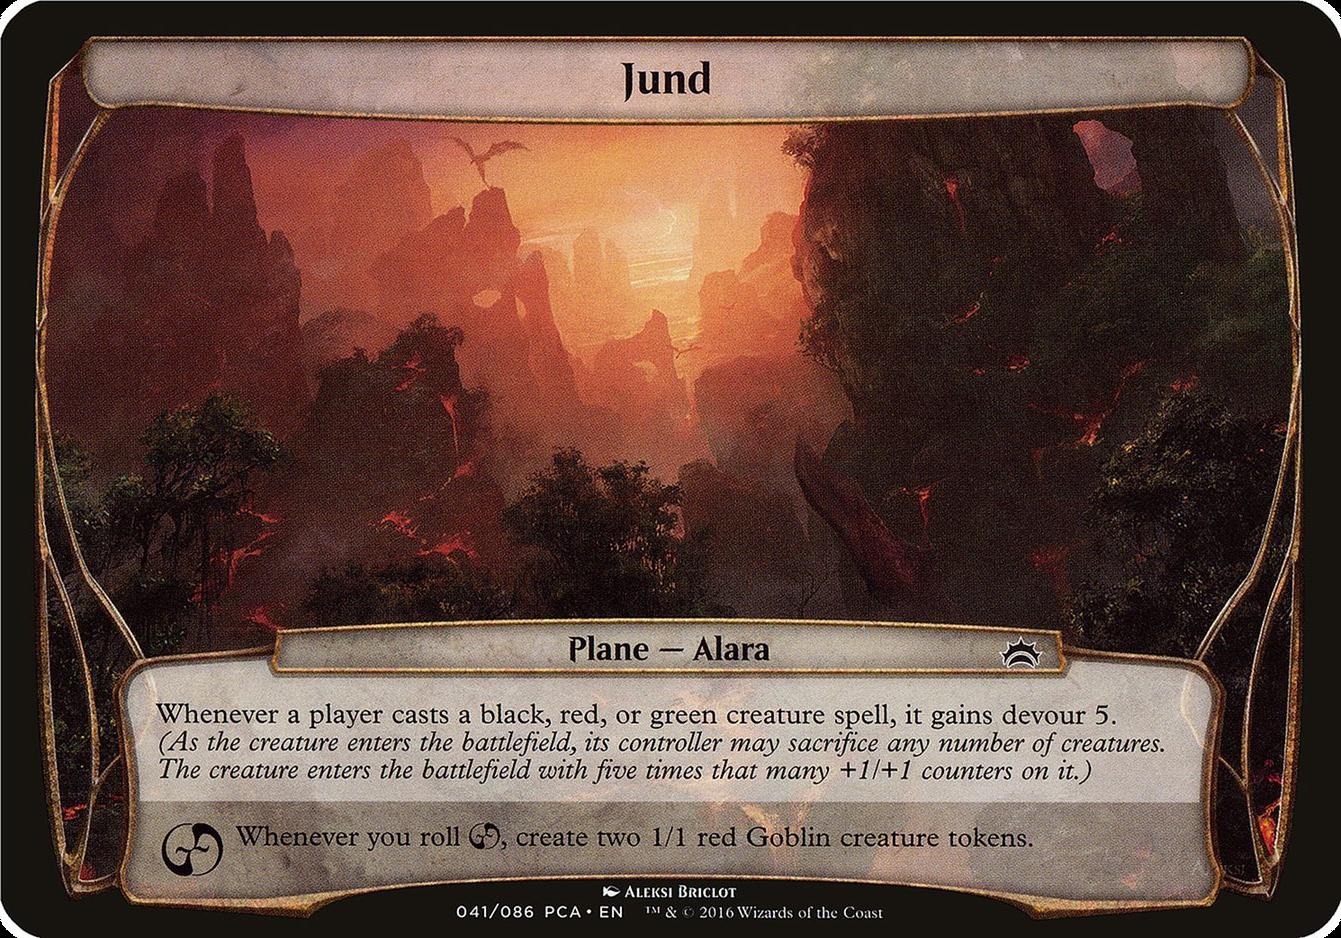 Jund
Plane — Alara
Whenever a player casts a black, red, or green creature spell, it gains devour 5.
(As the creature enters the battlefield, its controller may sacrifice any number of creatures.
The creature enters the battlefield with five times that many +1/+1 counters on it.)
Whenever you roll , create two 1/1 red Goblin creature tokens.
Aleksi Briclot
041/086 PCA • EN ™ & © 2016 Wizards of the Coast